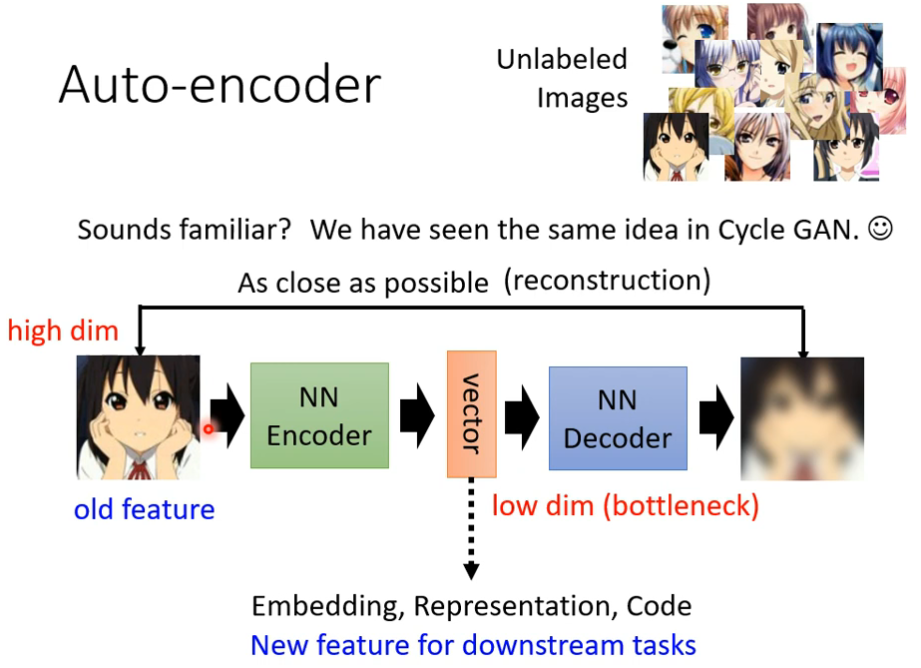 Auto-encoder
Unlabeled
Images
Sounds familiar? We have seen the same idea in Cycle GAN. ☺
As close as possible (reconstruction)
high dim
NN
Encoder
vector
NN
Decoder
old feature
low dim (bottleneck)
Embedding, Representation, Code
New feature for downstream tasks